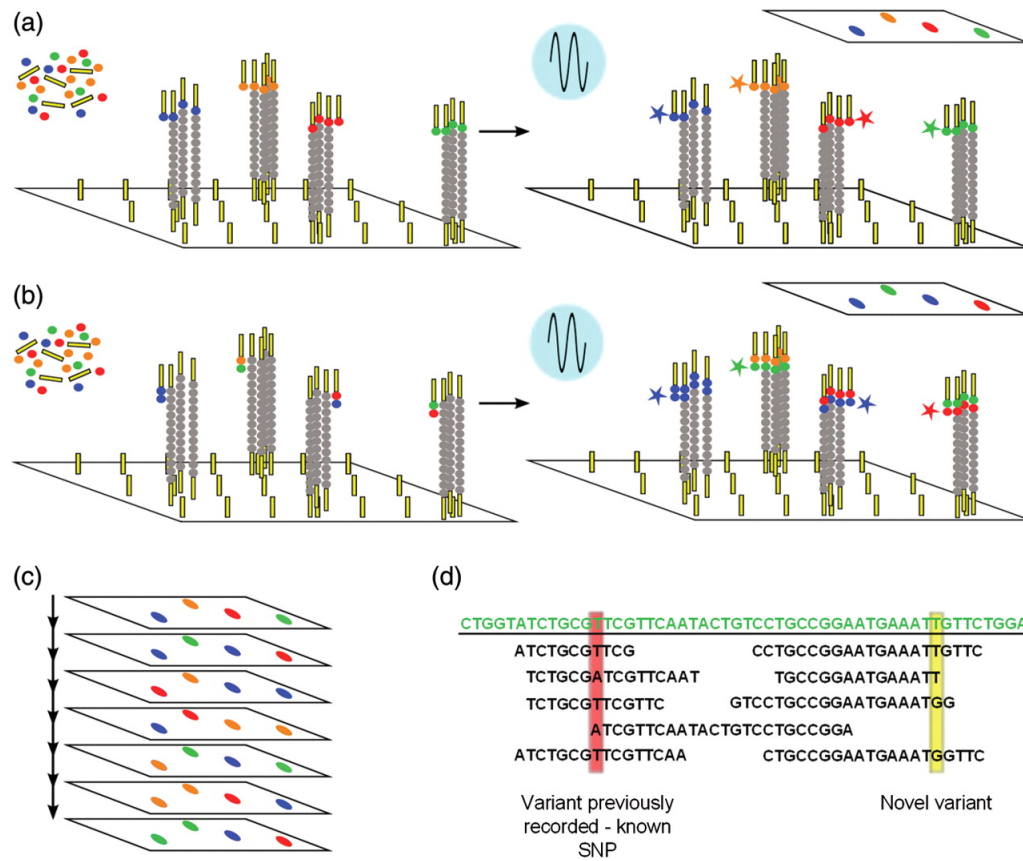 (a)
(b)
(c)
(d)
CTGGTATCTGCGTTCGTTCAATACTGTCCTGCCGGAATGAAATTGTTCTGGA
ATCTGCGTTCG CCTGCCGGAATGAAATTGTTC
TCTGCGATCGTTCAAT TGCCGGAATGAAATT
TCTGCGTTCGTTC GTCCTGCCGGAATGAAATGG
ATCGTTCAATACTGTCCTGCCGGA
ATCTGCGTTCGTTCAA CTGCCGGAATGAAATGGTTC
Variant previously
recorded - known
SNP
Novel variant